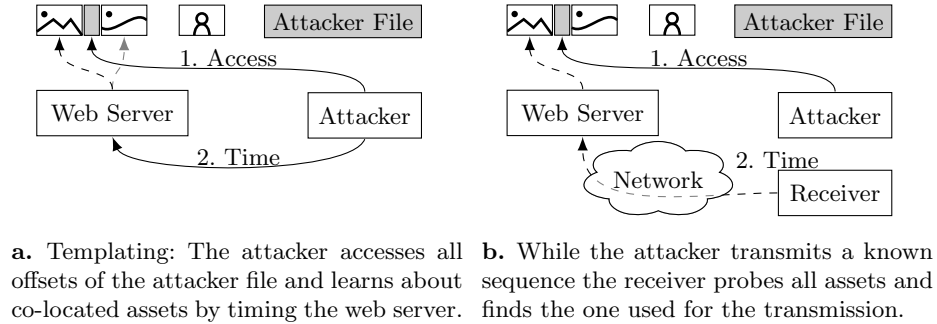 Attacker File
1. Access
Web Server
Attacker
2. Time
a. Templating: The attacker accesses all
offsets of the attacker file and learns about
co-located assets by timing the web server.
Attacker File
1. Access
Web Server
Attacker
2. Time
Network
Receiver
b. While the attacker transmits a known
sequence the receiver probes all assets and
finds the one used for the transmission.